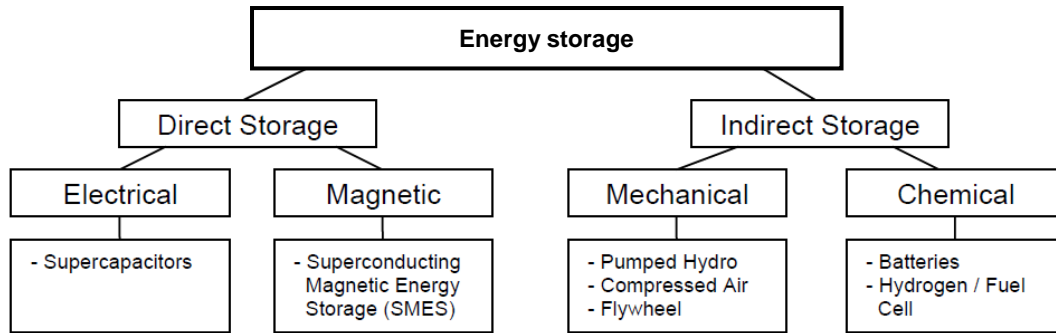 Energy storage
Direct Storage
Indirect Storage
Electrical
Magnetic
Mechanical
Chemical
- Supercapacitors
- Superconducting
Magnetic Energy
Storage (SMES)
- Pumped Hydro
- Compressed Air
- Flywheel
- Batteries
- Hydrogen / Fuel
Cell